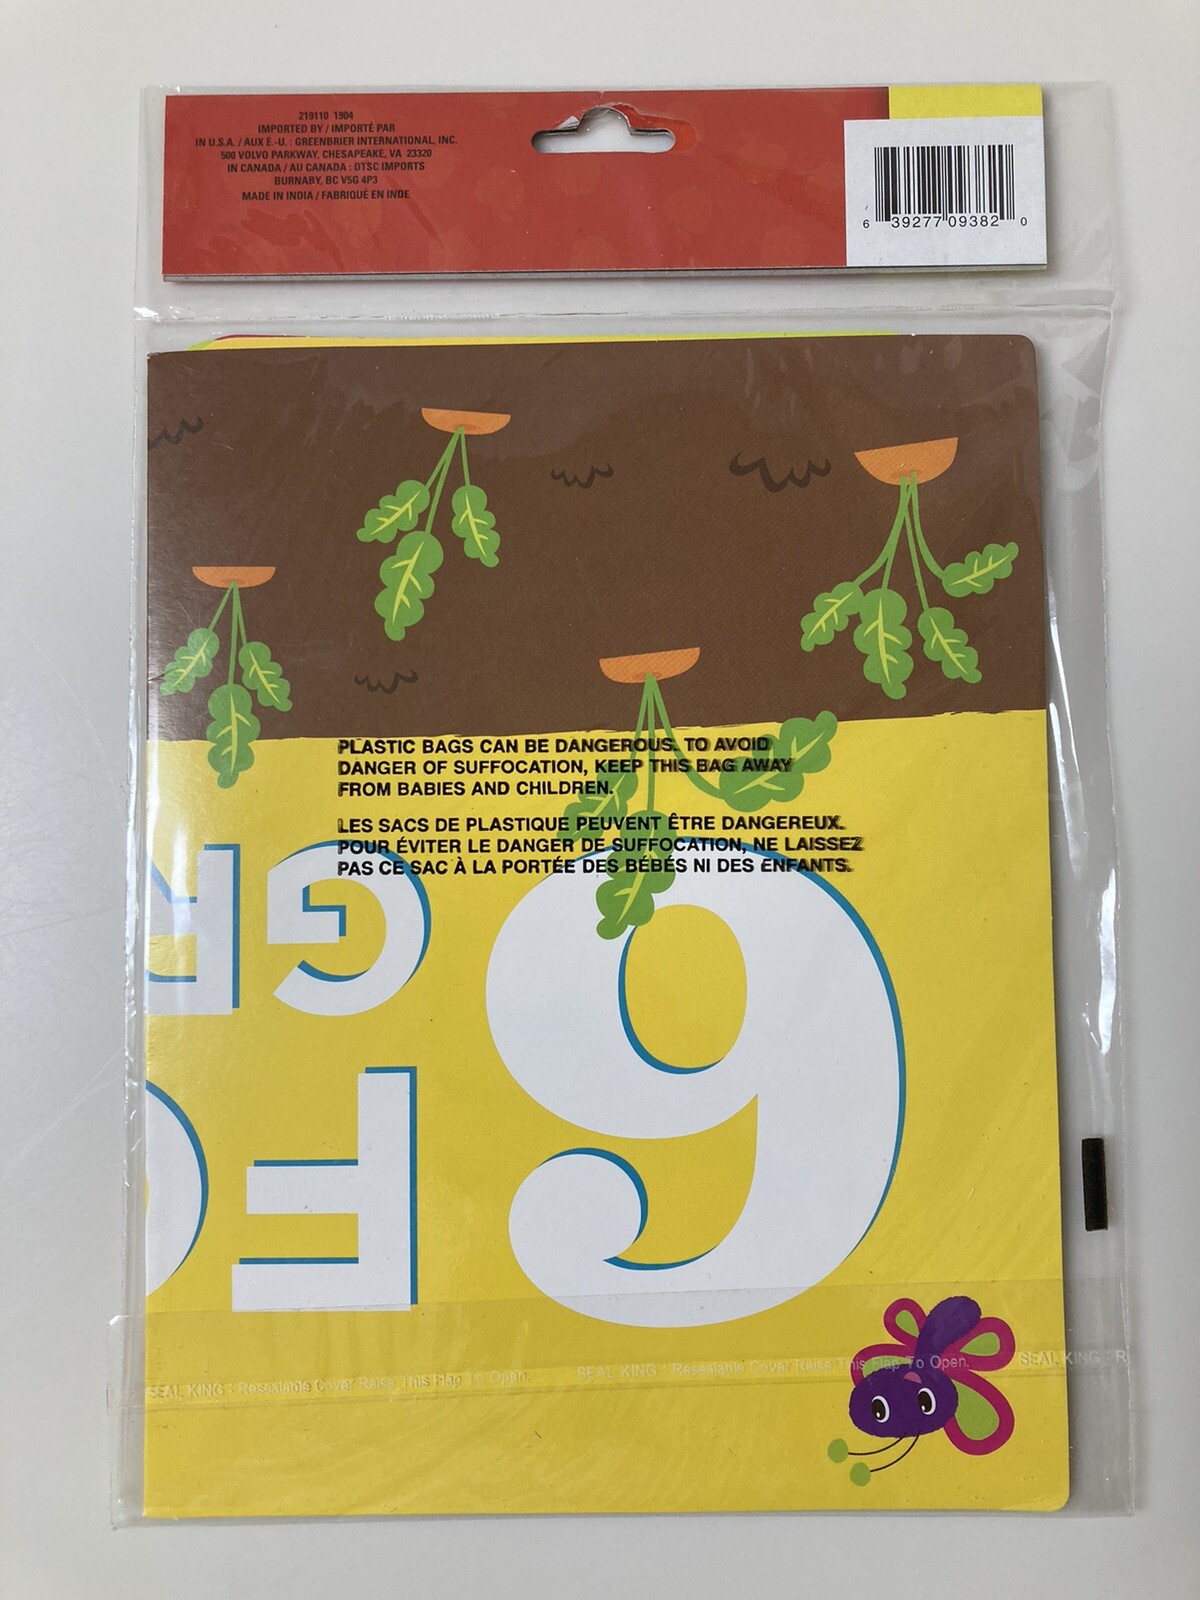 219110 1904
IMPORTED BY / IMPORTÉ PAR
IN U.S.A. / AUX É.-U. : GREENBRIER INTERNATIONAL, INC.
500 VOLVO PARKWAY, CHESAPEAKE, VA 23320
IN CANADA / AU CANADA : DTSC IMPORTS
BURNABY, BC V5G 4P3
MADE IN INDIA / FABRIQUÉ EN INDE
6 39277 09382 0
PLASTIC BAGS CAN BE DANGEROUS. TO AVOID
DANGER OF SUFFOCATION, KEEP THIS BAG AWAY
FROM BABIES AND CHILDREN.
LES SACS DE PLASTIQUE PEUVENT ÊTRE DANGEREUX.
POUR ÉVITER LE DANGER DE SUFFOCATION, NE LAISSEZ
PAS CE SAC À LA PORTÉE DES BÉBÉS NI DES ENFANTS.
6
FO
GR
SEAL KING : Resealable Cover Raise This Flap To Open. SEAL KING : Resealable Cover Raise This Flap To Open. SEAL KING : R